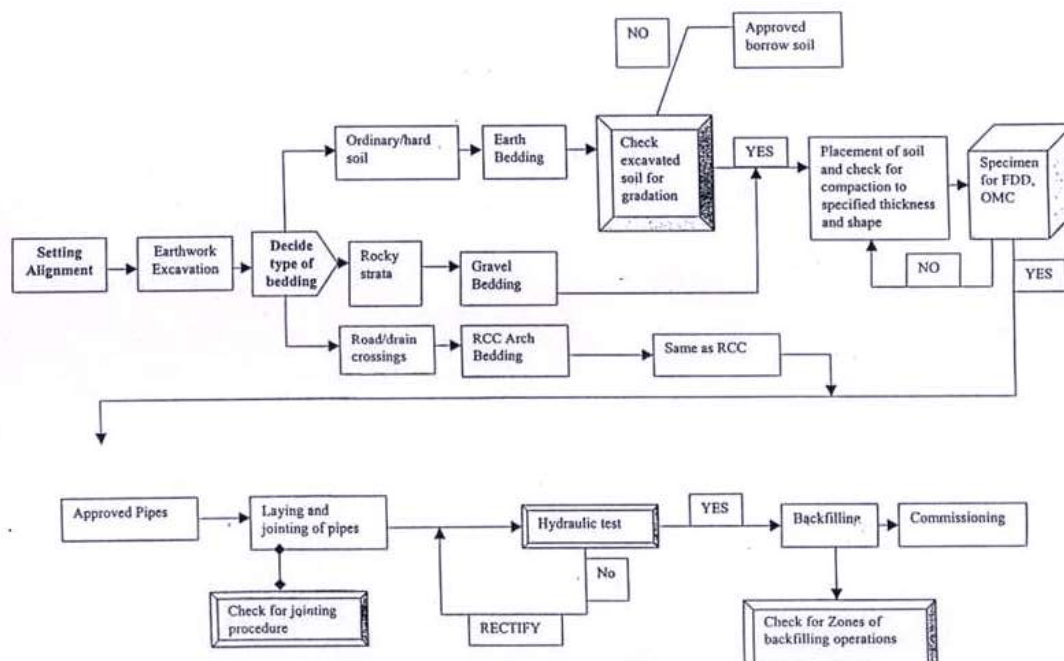 NO
Approved
borrow soil
Ordinary/hard
soil
Earth
Bedding
Check
excavated
soil for
gradation
YES
Placement of soil
and check for
compaction to
specified thickness
and shape
Specimen
for FDD,
OMC
Setting
Alignment
Earthwork
Excavation
Decide
type of
bedding
Rocky
strata
Gravel
Bedding
NO
YES
Road/drain
crossings
RCC Arch
Bedding
Same as RCC
Approved Pipes
Laying and
jointing of pipes
Hydraulic test
YES
Backfilling
Commissioning
No
Check for jointing
procedure
RECTIFY
Check for Zones of
backfilling operations